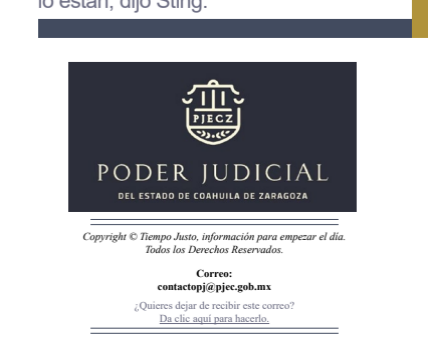 lo están, dijo Sting.
PJECZ
PODER JUDICIAL
DEL ESTADO DE COAHUILA DE ZARAGOZA
Copyright © Tiempo Justo, información para empezar el día.
Todos los Derechos Reservados.
Correo:
contactopj@pjec.gob.mx
¿Quieres dejar de recibir este correo?
Da clic aquí para hacerlo.